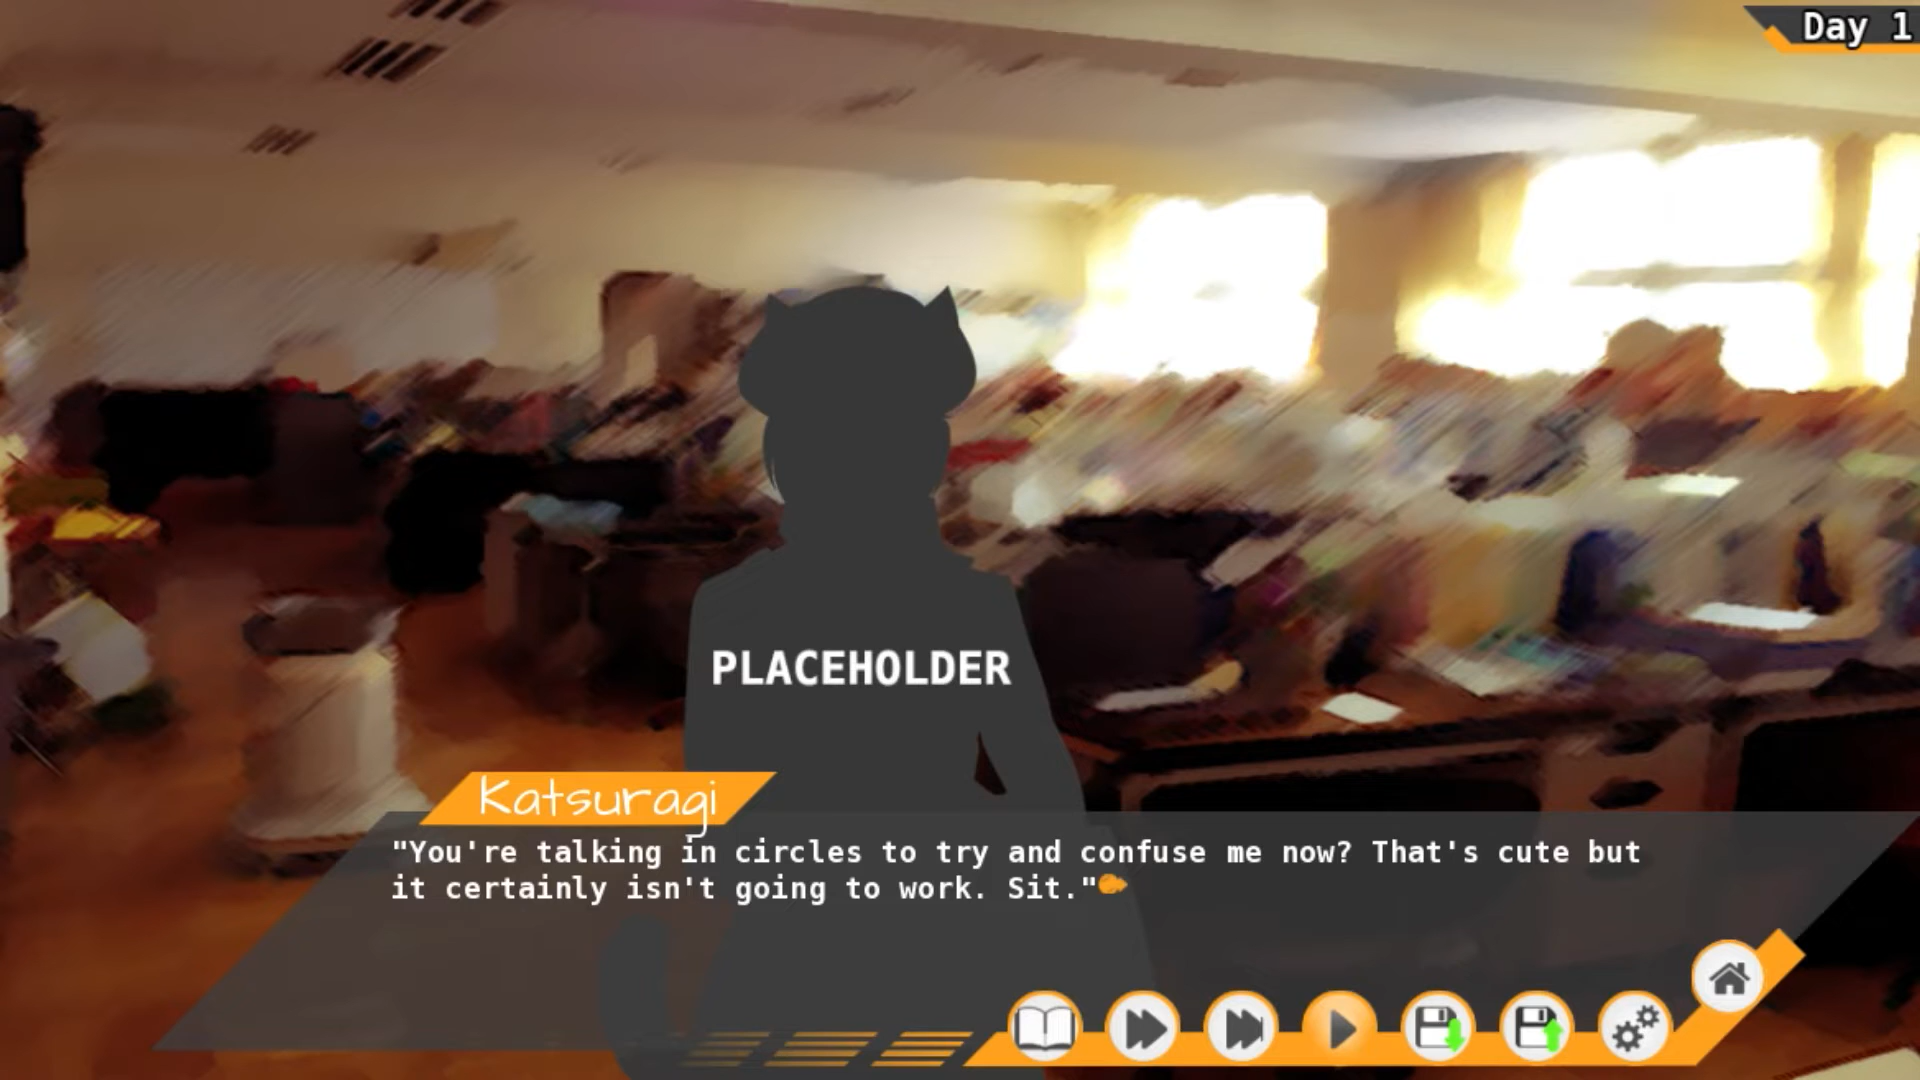 Day 1
PLACEHOLDER
Katsuragi
"You're talking in circles to try and confuse me now? That's cute but
it certainly isn't going to work. Sit."